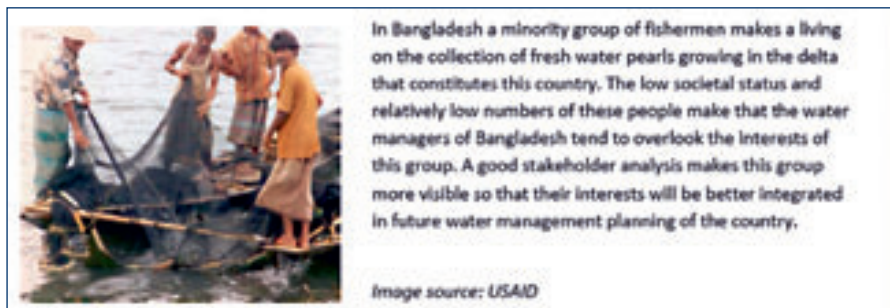 In Bangladesh a minority group of fishermen makes a living
on the collection of fresh water pearls growing in the delta
that constitutes this country. The low societal status and
relatively low numbers of these people make that the water
managers of Bangladesh tend to overlook the interests of
this group. A good stakeholder analysis makes this group
more visible so that their interests will be better integrated
in future water management planning of the country.
Image source: USAID